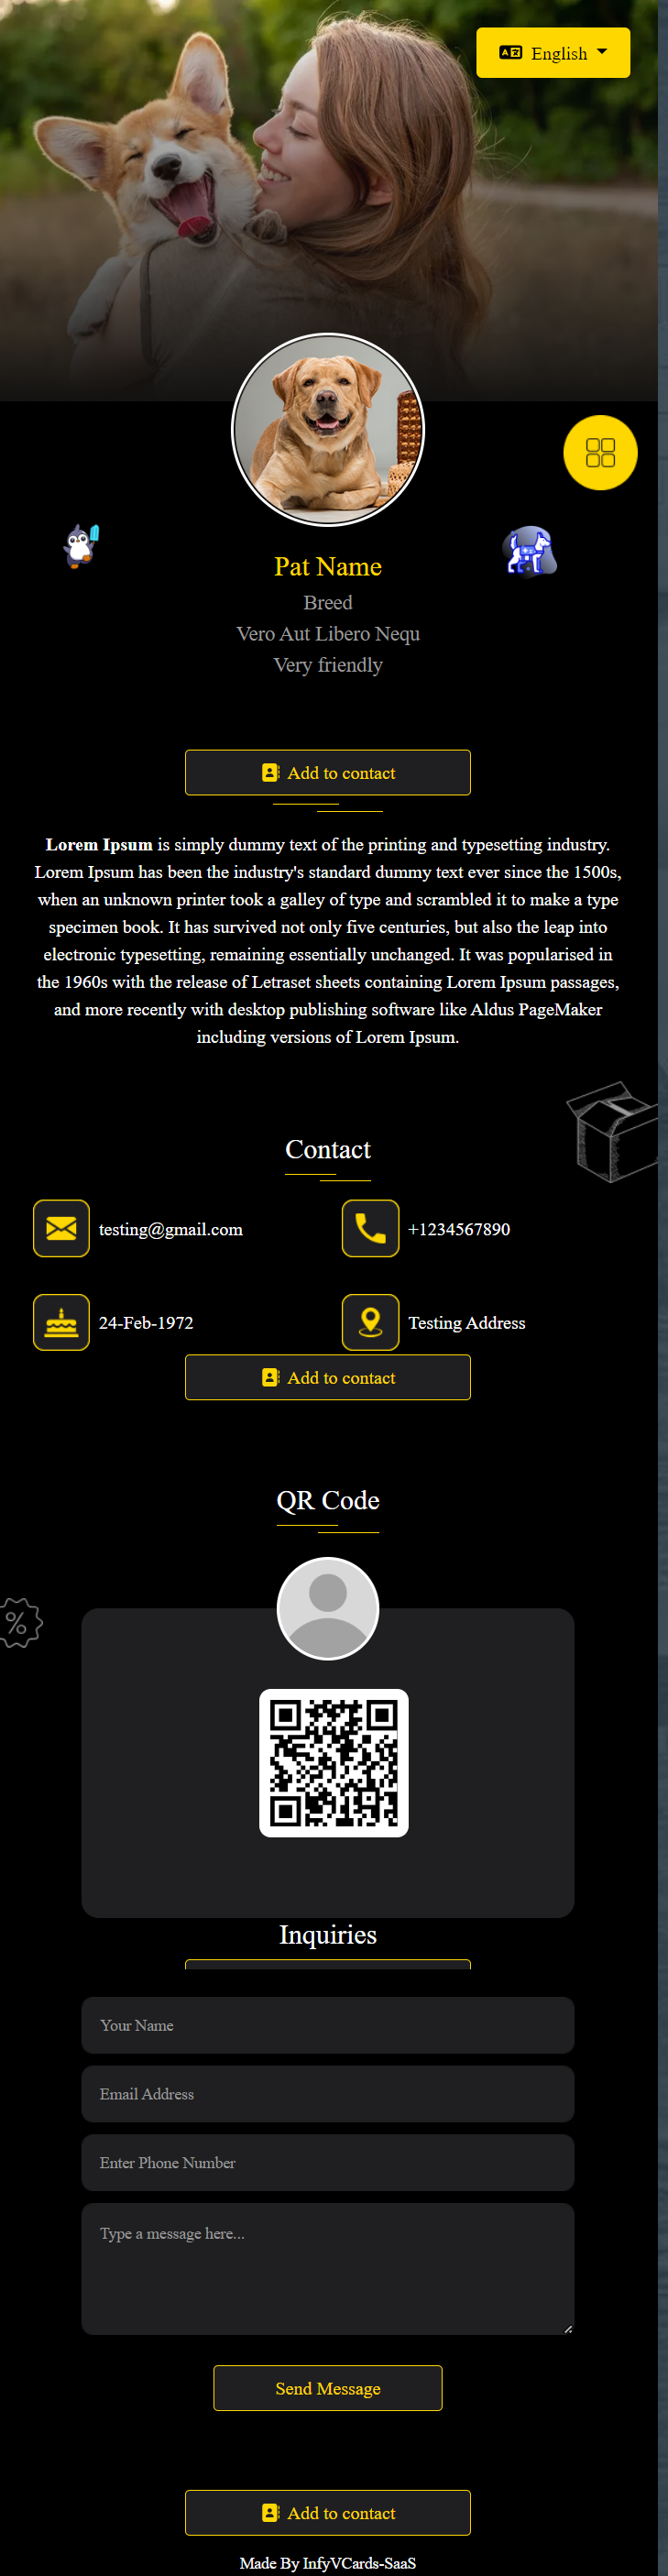 English
Pat Name
Breed
Vero Aut Libero Nequ
Very friendly
Add to contact
Lorem Ipsum is simply dummy text of the printing and typesetting industry.
Lorem Ipsum has been the industry's standard dummy text ever since the 1500s,
when an unknown printer took a galley of type and scrambled it to make a type
specimen book. It has survived not only five centuries, but also the leap into
electronic typesetting, remaining essentially unchanged. It was popularised in
the 1960s with the release of Letraset sheets containing Lorem Ipsum passages,
and more recently with desktop publishing software like Aldus PageMaker
including versions of Lorem Ipsum.
Contact
testing@gmail.com
+1234567890
24-Feb-1972
Testing Address
Add to contact
QR Code
%
Inquiries
Your Name
Email Address
Enter Phone Number
Type a message here...
Send Message
Add to contact
Made By InfyVCards-SaaS